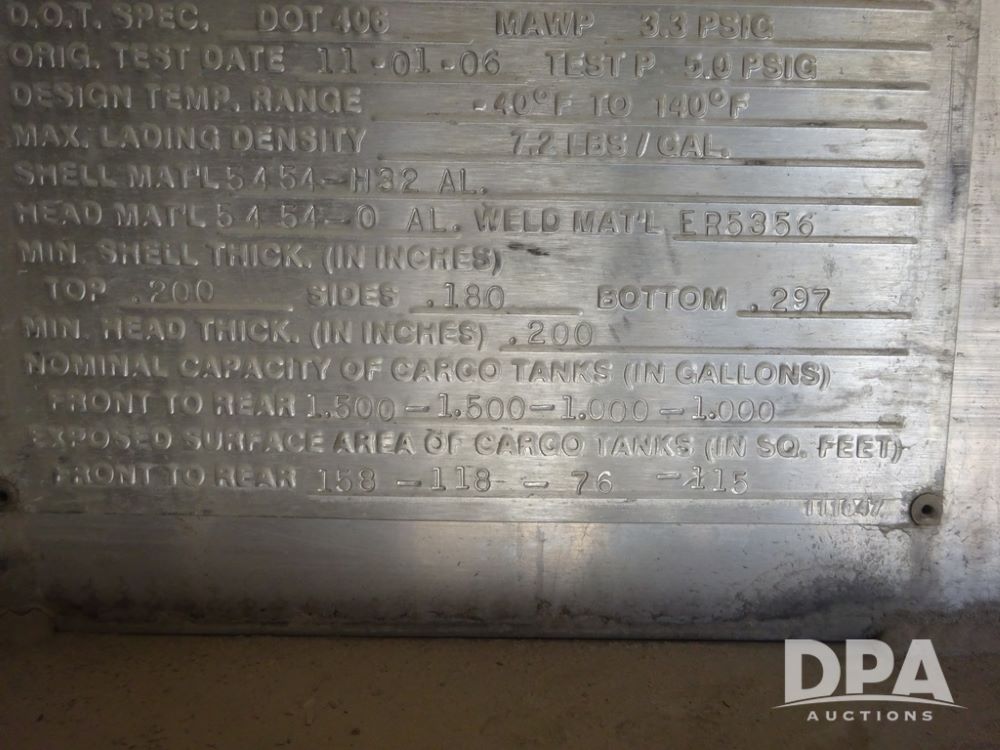 D.O.T. SPEC. DOT 406 MAWP 3.3 PSIG
ORIG. TEST DATE 11-01-06 TEST P 5.0 PSIG
DESIGN TEMP. RANGE -40°F TO 140°F
MAX. LADING DENSITY 7.2 LBS / GAL.
SHELL MAT'L 5454-H32 AL.
HEAD MAT'L 5454-0 AL. WELD MAT'L ER5356
MIN. SHELL THICK. (IN INCHES)
TOP .200 SIDES .180 BOTTOM .297
MIN. HEAD THICK. (IN INCHES) .200
NOMINAL CAPACITY OF CARGO TANKS (IN GALLONS)
FRONT TO REAR 1.500-1.500-1.000-1.000
EXPOSED SURFACE AREA OF CARGO TANKS (IN SQ. FEET)
FRONT TO REAR 158 - 118 - 76 - 115
DPA
AUCTIONS